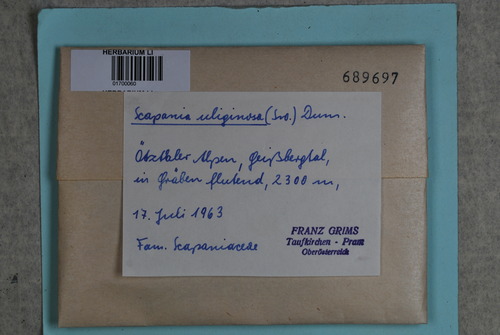 HERBARIUM LI
01700060
689697
Scapania uliginosa (Sw.) Dum.
Ötztaler Alpen, Geißbergtal,
in Gräben flutend, 2300 m,
17. Juli 1963
Fam. Scapaniaceae
FRANZ GRIMS
Taufkirchen - Pram
Oberösterreich